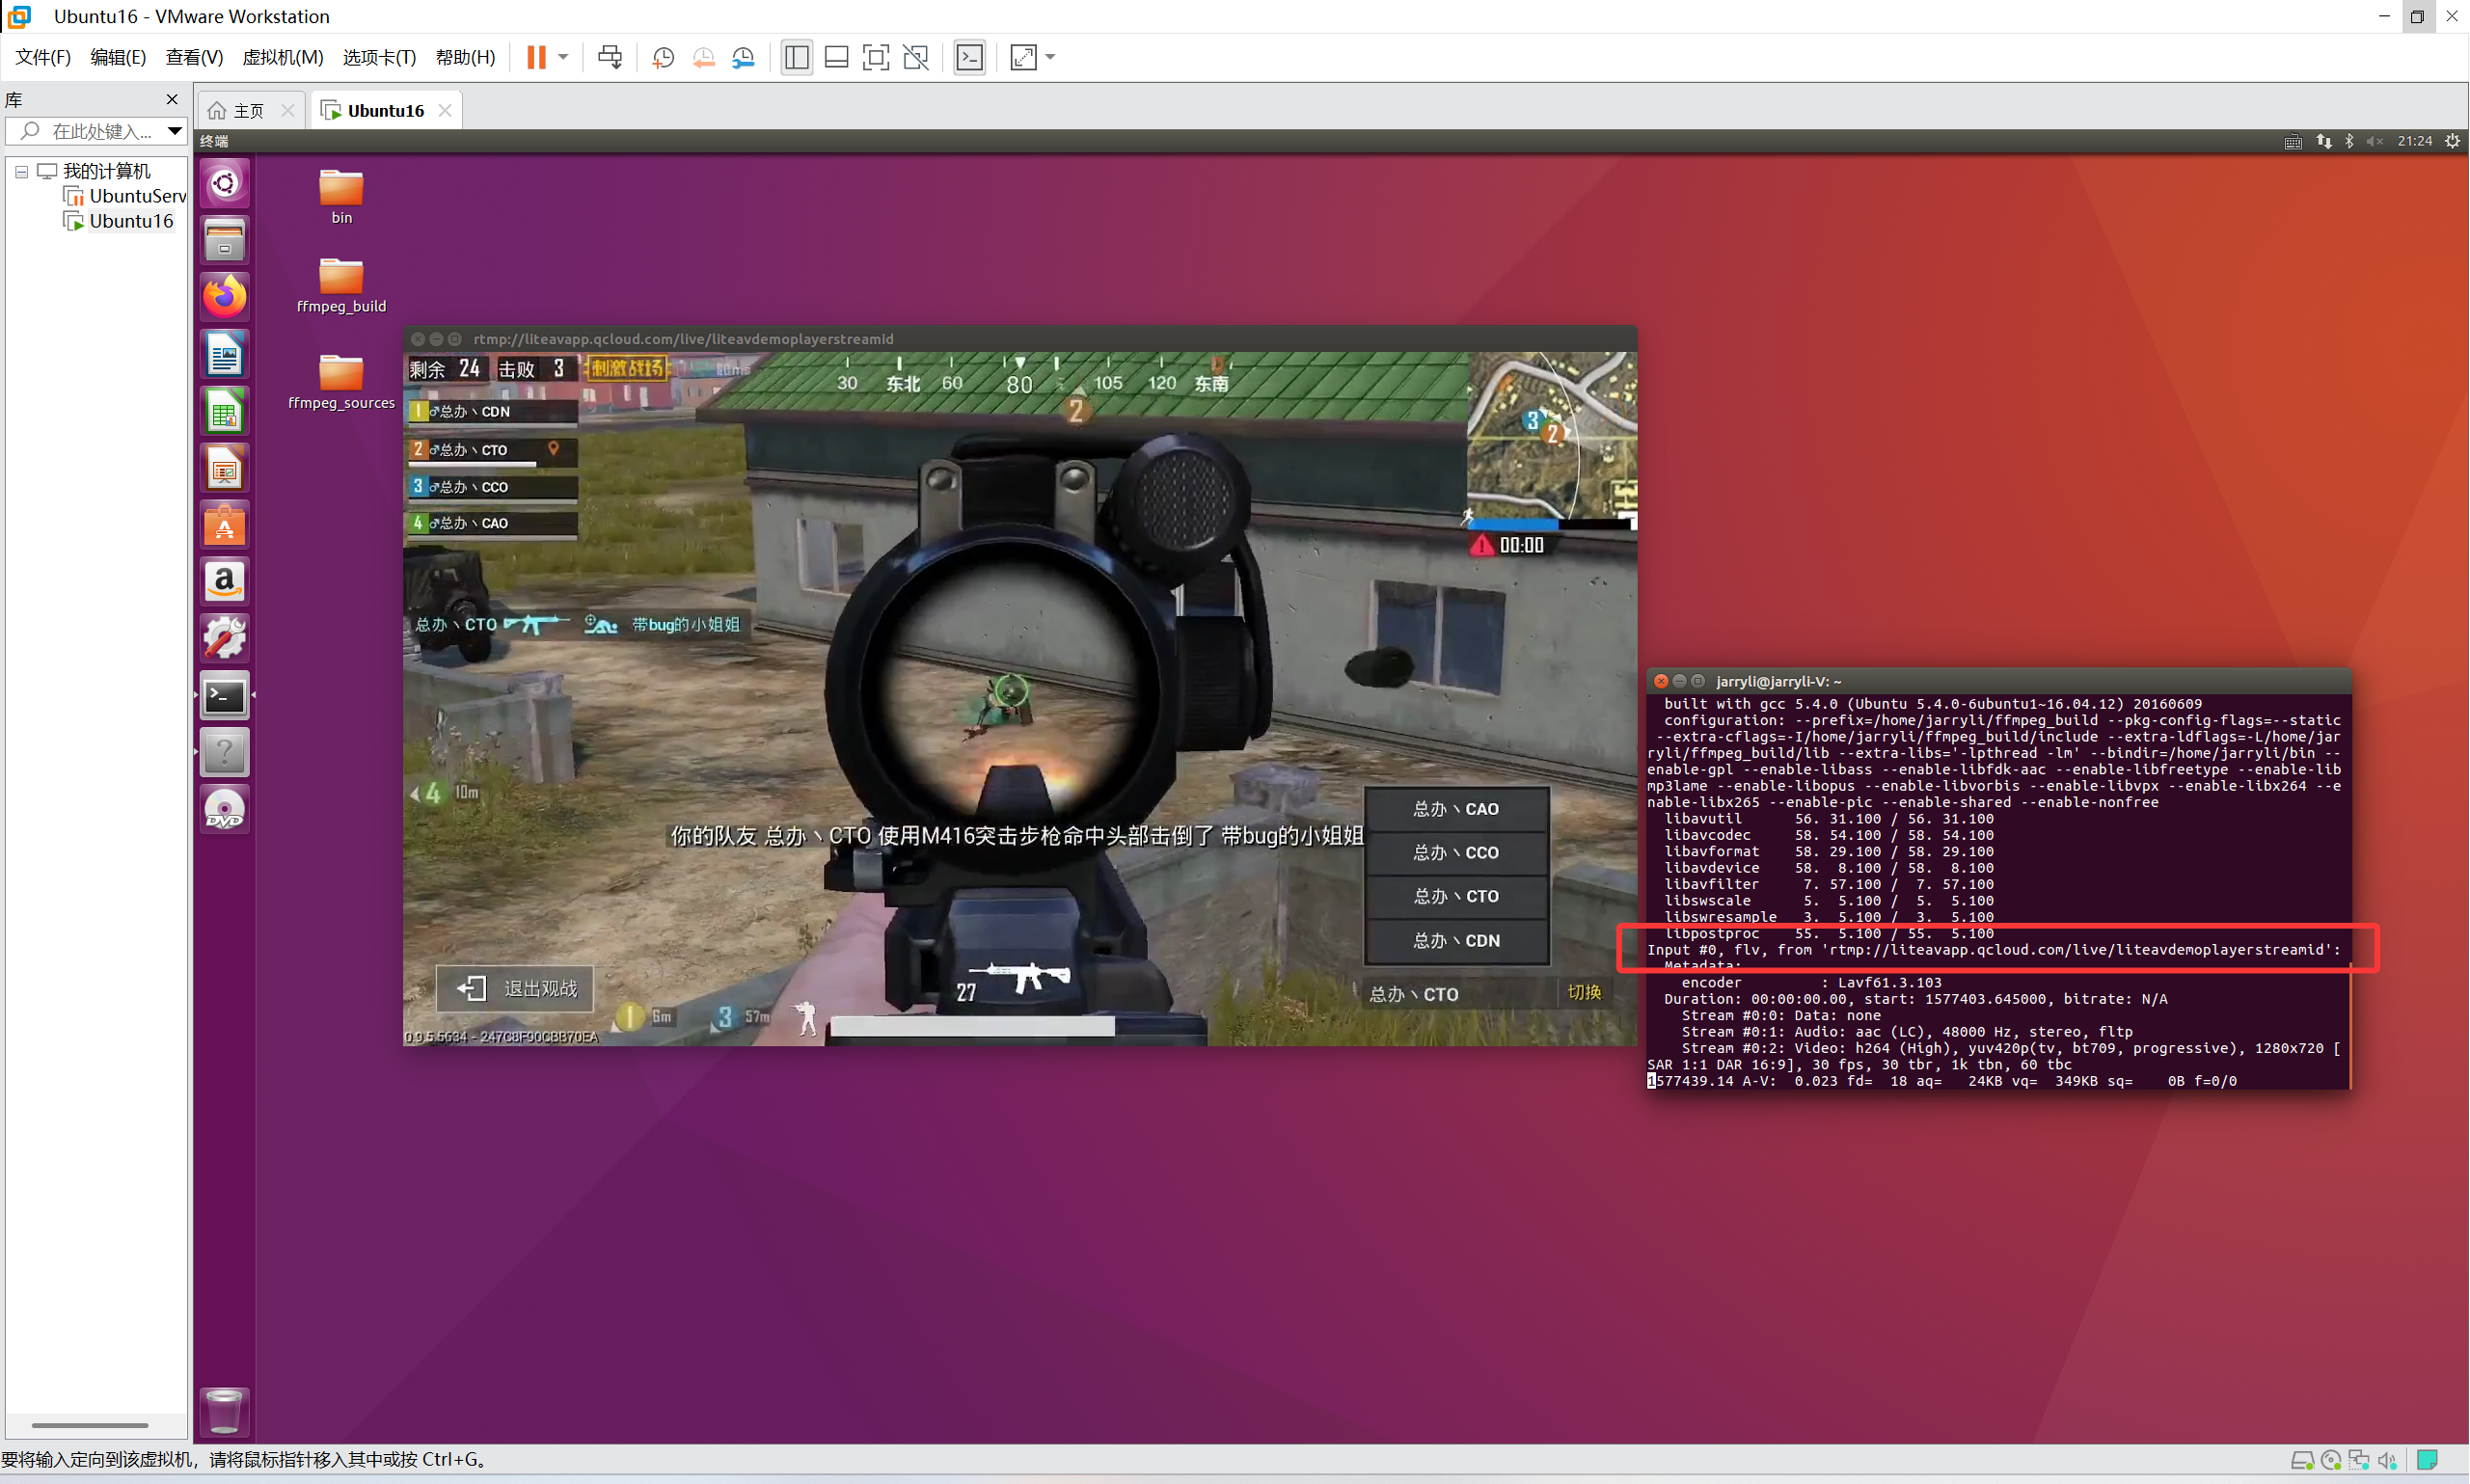 Ubuntu16 - VMware Workstation
文件(F) 编辑(E) 查看(V) 虚拟机(M) 选项卡(T) 帮助(H)
库
在此处键入...
我的计算机
UbuntuServ
Ubuntu16
主页
Ubuntu16
终端
21:24
bin
ffmpeg_build
ffmpeg_sources
rtmp://liteavapp.qcloud.com/live/liteavdemoplayerstreamid
剩余 24 击败 3 刺激战场
30 东北 60 80 105 120 东南
2
1 总办丶CDN
2 总办丶CTO
3 总办丶CCO
4 总办丶CAO
3
2
00:00
总办丶CTO 带bug的小姐姐
4 10m
你的队友 总办丶CTO 使用M416突击步枪命中头部击倒了 带bug的小姐姐
总办丶CAO
总办丶CCO
总办丶CTO
总办丶CDN
总办丶CTO 切换
退出观战
27
1 6m 3 57m
0.9.5.5634 - 247C8F90CBB70EA
jarryli@jarryli-V: ~
built with gcc 5.4.0 (Ubuntu 5.4.0-6ubuntu1~16.04.12) 20160609
configuration: --prefix=/home/jarryli/ffmpeg_build --pkg-config-flags=--static
--extra-cflags=-I/home/jarryli/ffmpeg_build/include --extra-ldflags=-L/home/jar
ryli/ffmpeg_build/lib --extra-libs='-lpthread -lm' --bindir=/home/jarryli/bin --
enable-gpl --enable-libass --enable-libfdk-aac --enable-libfreetype --enable-lib
mp3lame --enable-libopus --enable-libvorbis --enable-libvpx --enable-libx264 --e
nable-libx265 --enable-pic --enable-shared --enable-nonfree
libavutil 56. 31.100 / 56. 31.100
libavcodec 58. 54.100 / 58. 54.100
libavformat 58. 29.100 / 58. 29.100
libavdevice 58. 8.100 / 58. 8.100
libavfilter 7. 57.100 / 7. 57.100
libswscale 5. 5.100 / 5. 5.100
libswresample 3. 5.100 / 3. 5.100
libpostproc 55. 5.100 / 55. 5.100
Input #0, flv, from 'rtmp://liteavapp.qcloud.com/live/liteavdemoplayerstreamid':
Metadata:
encoder : Lavf61.3.103
Duration: 00:00:00.00, start: 1577403.645000, bitrate: N/A
Stream #0:0: Data: none
Stream #0:1: Audio: aac (LC), 48000 Hz, stereo, fltp
Stream #0:2: Video: h264 (High), yuv420p(tv, bt709, progressive), 1280x720 [
SAR 1:1 DAR 16:9], 30 fps, 30 tbr, 1k tbn, 60 tbc
1577439.14 A-V: 0.023 fd= 18 aq= 24KB vq= 349KB sq= 0B f=0/0
要将输入定向到该虚拟机，请将鼠标指针移入其中或按 Ctrl+G。